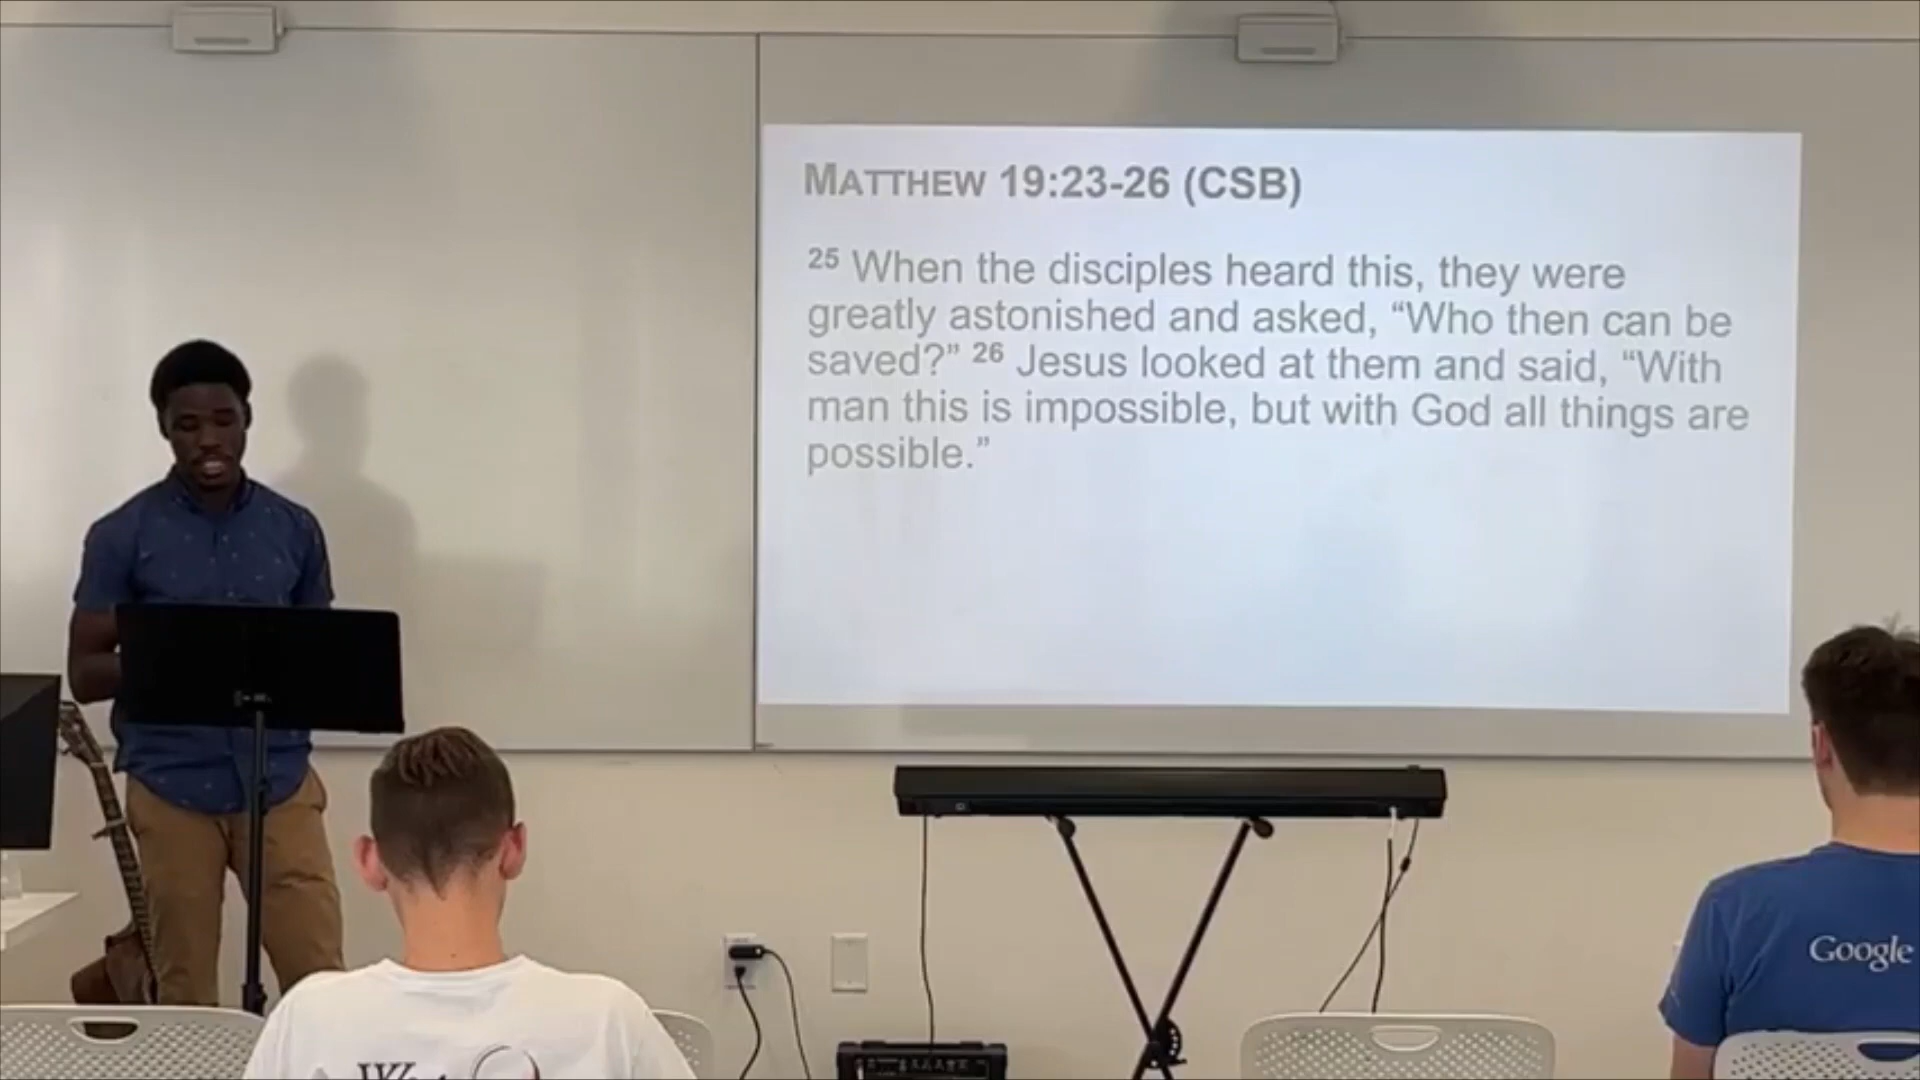 MATTHEW 19:23-26 (CSB)
25 When the disciples heard this, they were
greatly astonished and asked, “Who then can be
saved?” 26 Jesus looked at them and said, “With
man this is impossible, but with God all things are
possible.”
Google